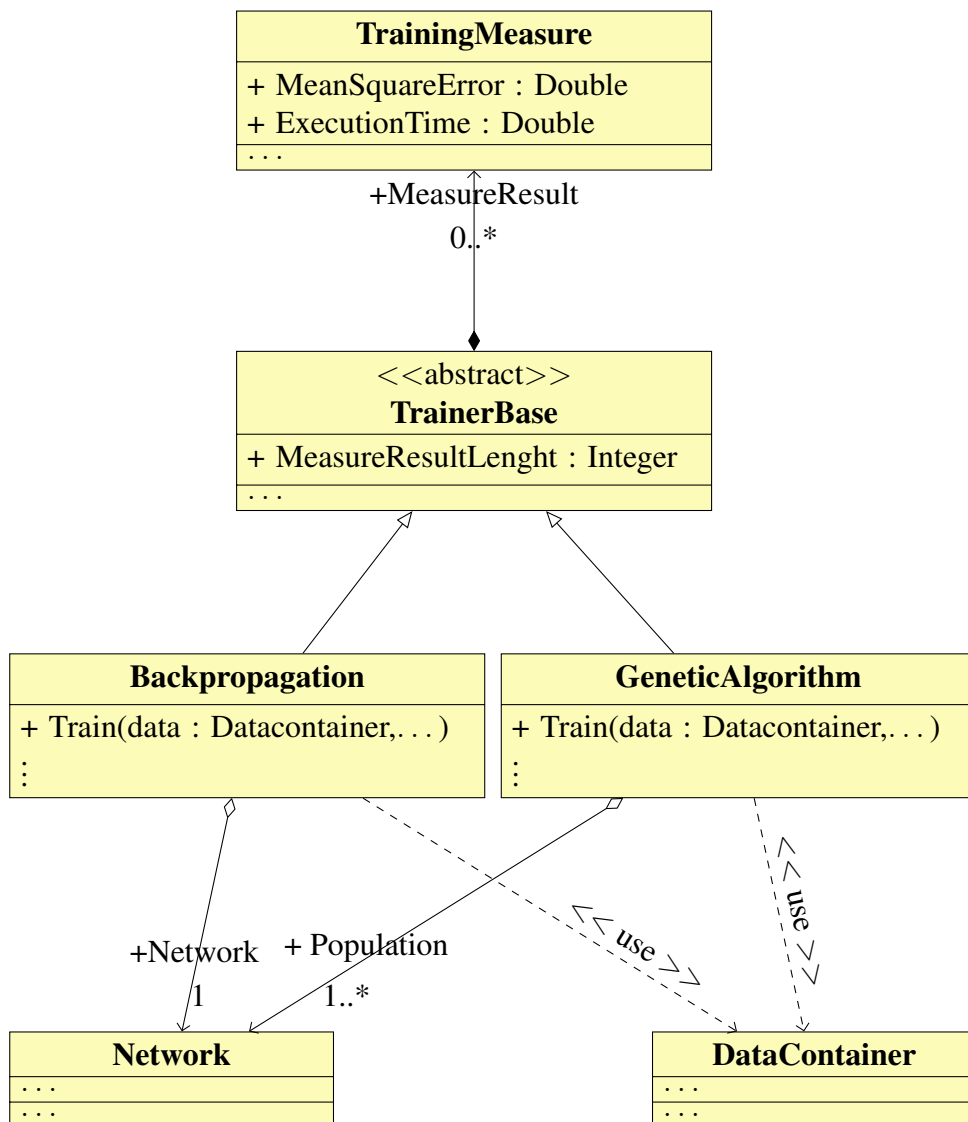 TrainingMeasure
+ MeanSquareError : Double
+ ExecutionTime : Double
. . .
+MeasureResult
0..*
<<abstract>>
TrainerBase
+ MeasureResultLenght : Integer
. . .
Backpropagation
+ Train(data : Datacontainer,. . . )
⋮
GeneticAlgorithm
+ Train(data : Datacontainer,. . . )
⋮
+Network
1
+ Population
1..*
<< use >>
<< use >>
Network
. . .
. . .
DataContainer
. . .
. . .